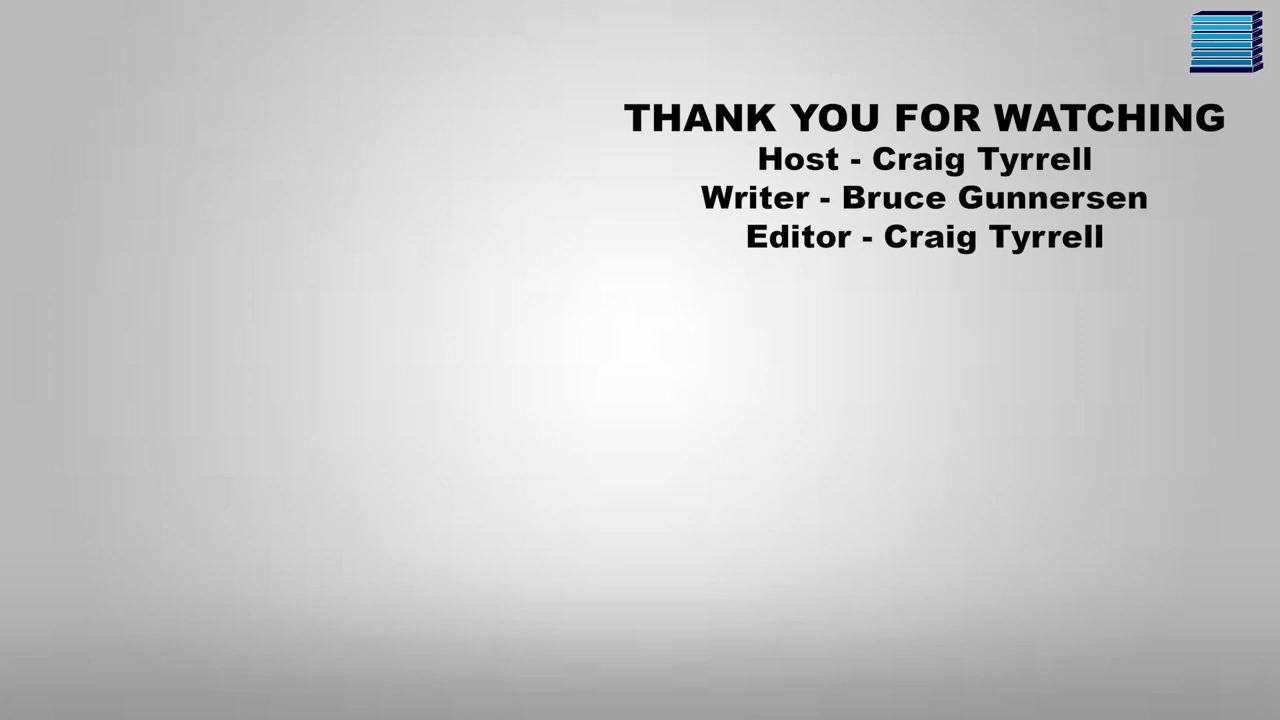 THANK YOU FOR WATCHING
Host - Craig Tyrrell
Writer - Bruce Gunnersen
Editor - Craig Tyrrell